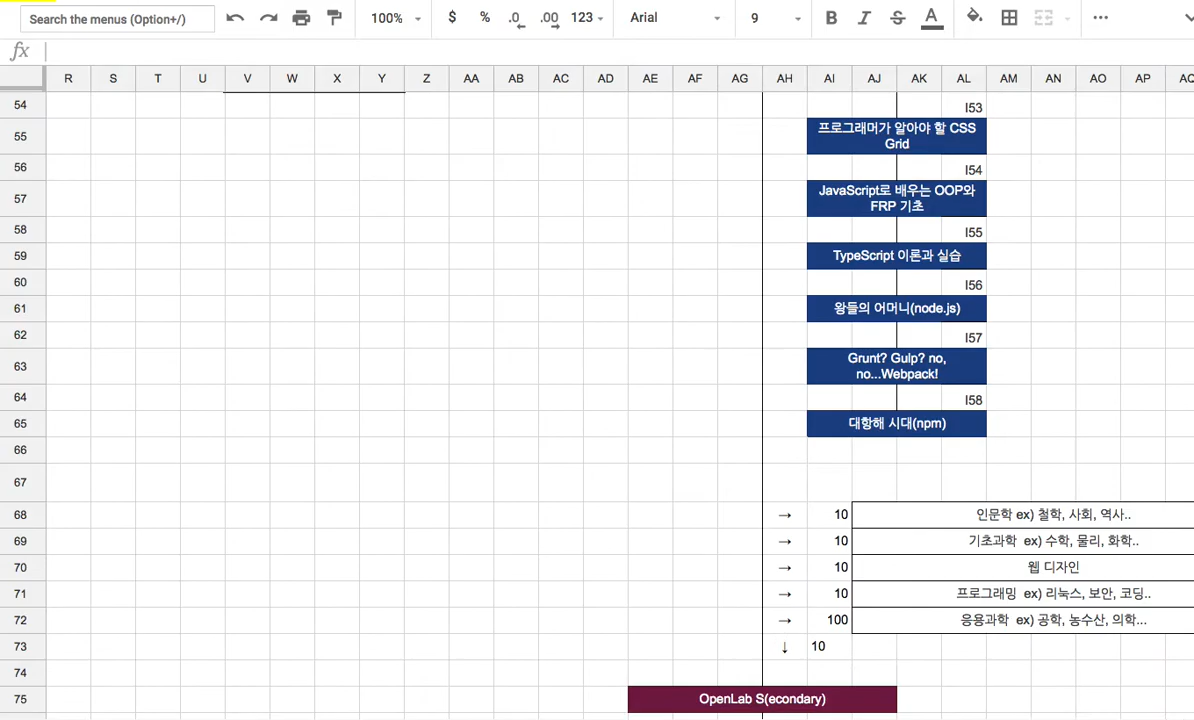 Search the menus (Option+/)
100%
$ % .0 .00 123
Arial
9
B I S A
fx
R S T U V W X Y Z AA AB AC AD AE AF AG AH AI AJ AK AL AM AN AO AP AQ
54 I53
55 프로그래머가 알아야 할 CSS
Grid
56 I54
57 JavaScript로 배우는 OOP와
FRP 기초
58 I55
59 TypeScript 이론과 실습
60 I56
61 왕들의 어머니(node.js)
62 I57
63 Grunt? Gulp? no,
no...Webpack!
64 I58
65 대항해 시대(npm)
66
67
68 → 10 인문학 ex) 철학, 사회, 역사..
69 → 10 기초과학 ex) 수학, 물리, 화학..
70 → 10 웹 디자인
71 → 10 프로그래밍 ex) 리눅스, 보안, 코딩..
72 → 100 응용과학 ex) 공학, 농수산, 의학...
73 ↓ 10
74
75 OpenLab S(econdary)